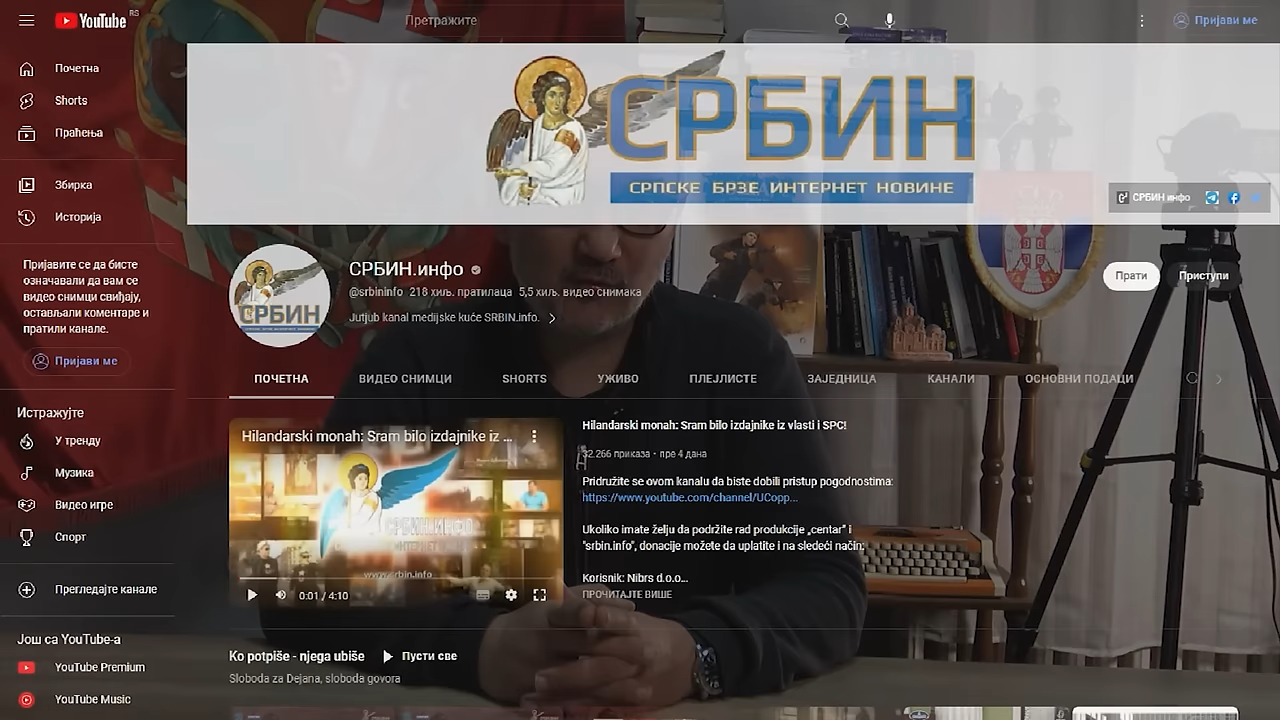 YouTube RS
Претражите
Пријави ме
Почетна
Shorts
Праћења
Збирка
Историја
Пријавите се да бисте
означавали да вам се
видео снимци свиђају,
остављали коментаре и
пратили канале.
Пријави ме
Истражујте
У тренду
Музика
Видео игре
Спорт
Прегледајте канале
Још са YouTube-а
YouTube Premium
YouTube Music
СРБИН
СРПСКЕ БРЗЕ ИНТЕРНЕТ НОВИНЕ
СРБИН инфо
СРБИН
СРБИН.инфо
@srbininfo 218 хиљ. пратилаца 5,5 хиљ. видео снимака
Jutjub kanal medijske kuće SRBIN.info.
Прати
Приступи
ПОЧЕТНА
ВИДЕО СНИМЦИ
SHORTS
УЖИВО
ПЛЕЈЛИСТЕ
ЗАЈЕДНИЦА
КАНАЛИ
ОСНОВНИ ПОДАЦИ
Hilandarski monah: Sram bilo izdajnike iz ...
СРБИН.ИНФО
www.srbin.info
0:01 / 4:10
Hilandarski monah: Sram bilo izdajnike iz vlasti i SPC!
32.266 приказа · пре 4 дана
Pridružite se ovom kanalu da biste dobili pristup pogodnostima:
https://www.youtube.com/channel/UCopp...
Ukoliko imate želju da podržite rad produkcije „centar" i
"srbin.info", donacije možete da uplatite i na sledeći način:
Korisnik: Nibrs d.o.o...
ПРОЧИТАЈТЕ ВИШЕ
Ko potpiše - njega ubiše
Пусти све
Sloboda za Dejana, sloboda govora